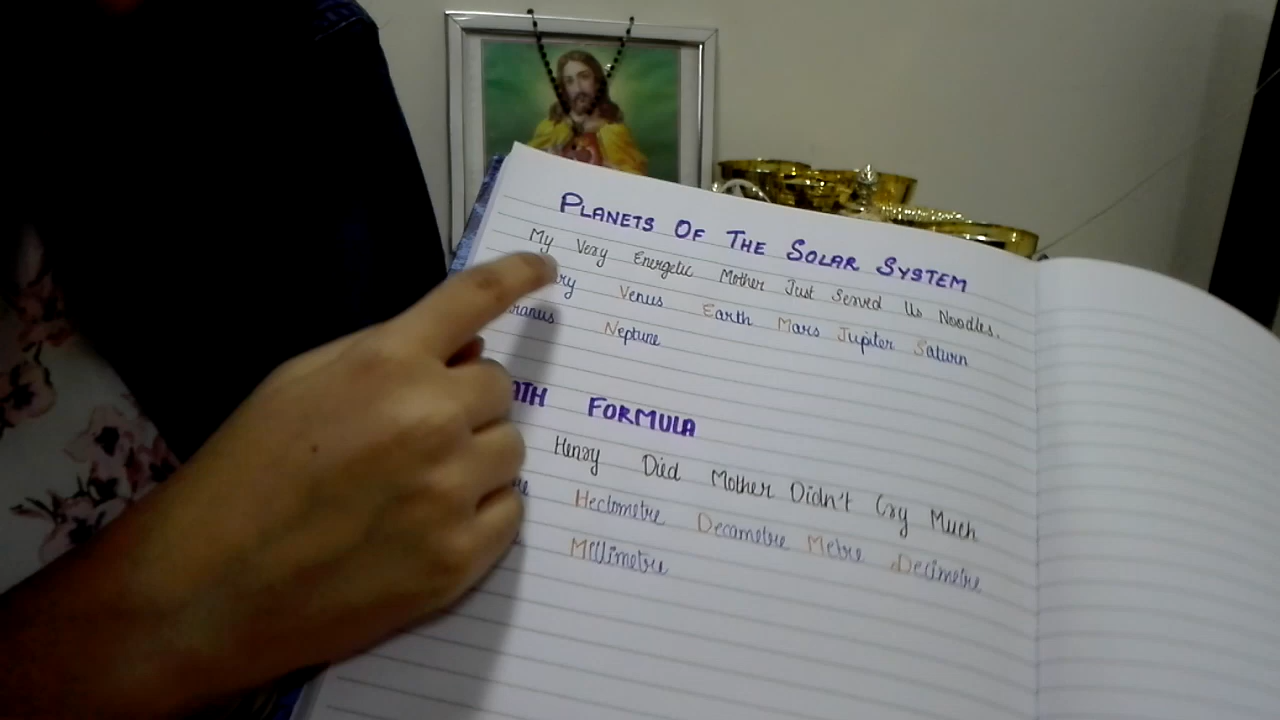 PLANETS OF THE SOLAR SYSTEM
My Very Energetic Mother Just Served Us Noodles.
Venus Earth Mars Jupiter Saturn
Neptune
FORMULA
Henry Died Mother Didn't Cry Much
Hectometre Decametre Metre Decimetre
Millimetre